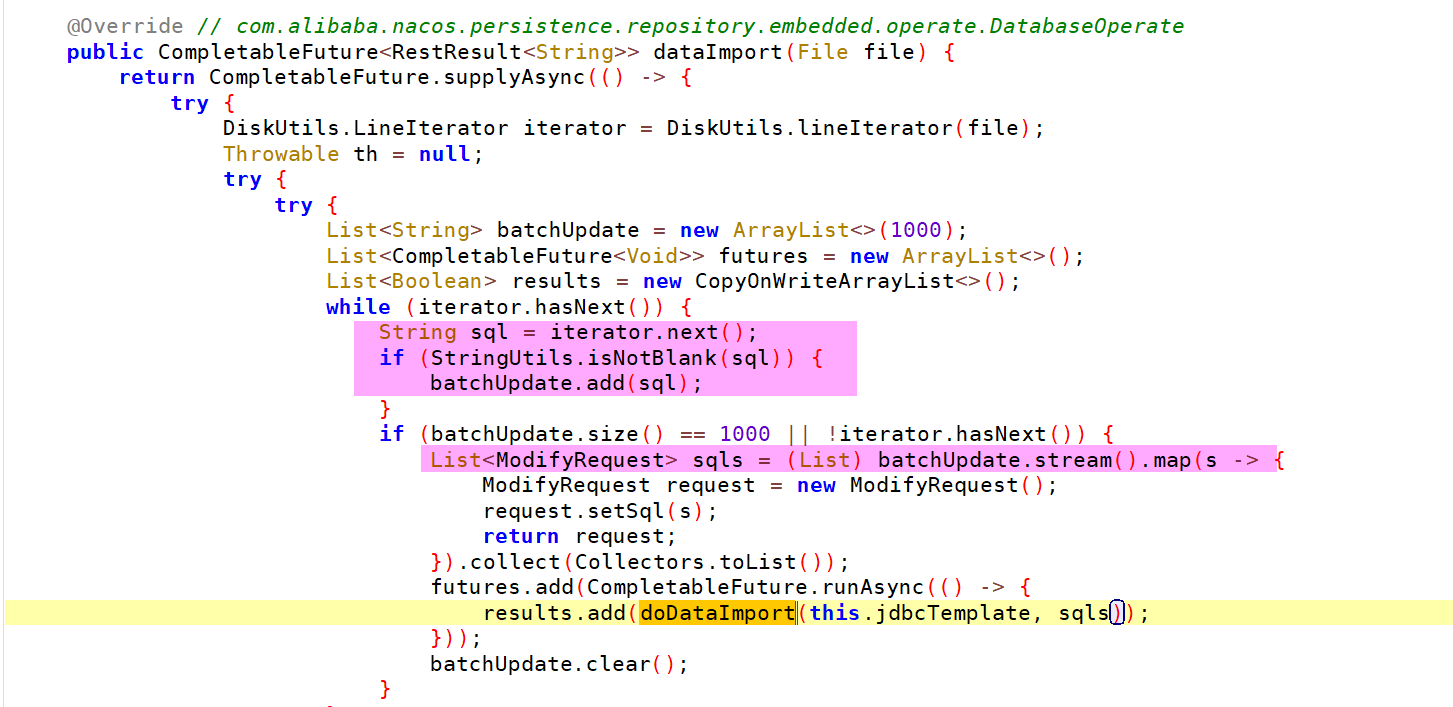 @Override // com.alibaba.nacos.persistence.repository.embedded.operate.DatabaseOperate
public CompletableFuture<RestResult<String>> dataImport(File file) {
return CompletableFuture.supplyAsync(() -> {
try {
DiskUtils.LineIterator iterator = DiskUtils.lineIterator(file);
Throwable th = null;
try {
try {
List<String> batchUpdate = new ArrayList<>(1000);
List<CompletableFuture<Void>> futures = new ArrayList<>();
List<Boolean> results = new CopyOnWriteArrayList<>();
while (iterator.hasNext()) {
String sql = iterator.next();
if (StringUtils.isNotBlank(sql)) {
batchUpdate.add(sql);
}
if (batchUpdate.size() == 1000 || !iterator.hasNext()) {
List<ModifyRequest> sqls = (List) batchUpdate.stream().map(s -> {
ModifyRequest request = new ModifyRequest();
request.setSql(s);
return request;
}).collect(Collectors.toList());
futures.add(CompletableFuture.runAsync(() -> {
results.add(doDataImport(this.jdbcTemplate, sqls));
}));
batchUpdate.clear();
}